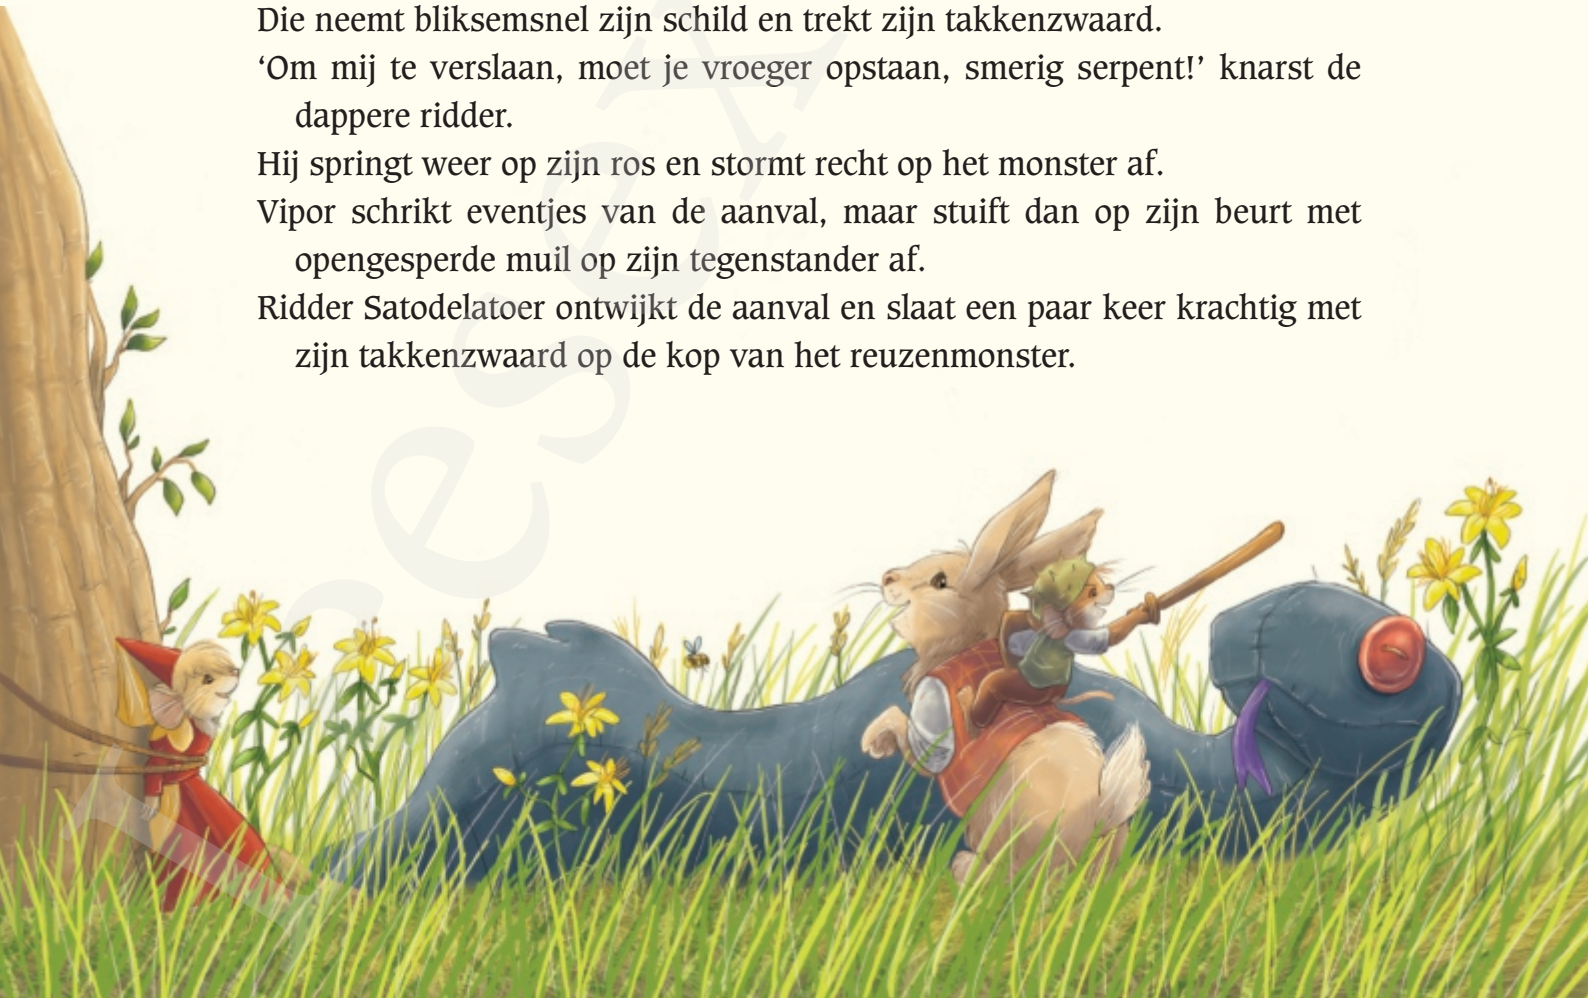 Die neemt bliksemsnel zijn schild en trekt zijn takkenzwaard.
‘Om mij te verslaan, moet je vroeger opstaan, smerig serpent!’ knarst de
dappere ridder.
Hij springt weer op zijn ros en stormt recht op het monster af.
Vipor schrikt eventjes van de aanval, maar stuift dan op zijn beurt met
opengesperde muil op zijn tegenstander af.
Ridder Satodelatoer ontwijkt de aanval en slaat een paar keer krachtig met
zijn takkenzwaard op de kop van het reuzenmonster.